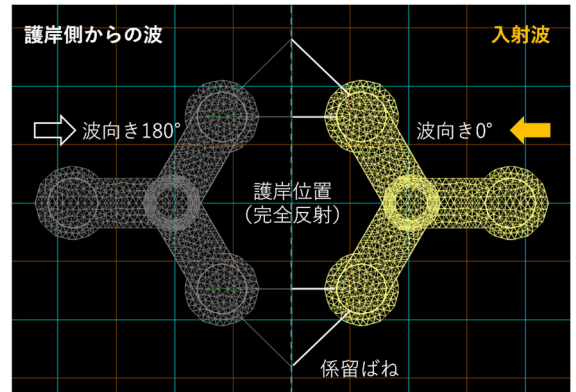 護岸側からの波
入射波
波向き180°
波向き0°
護岸位置
（完全反射）
係留ばね